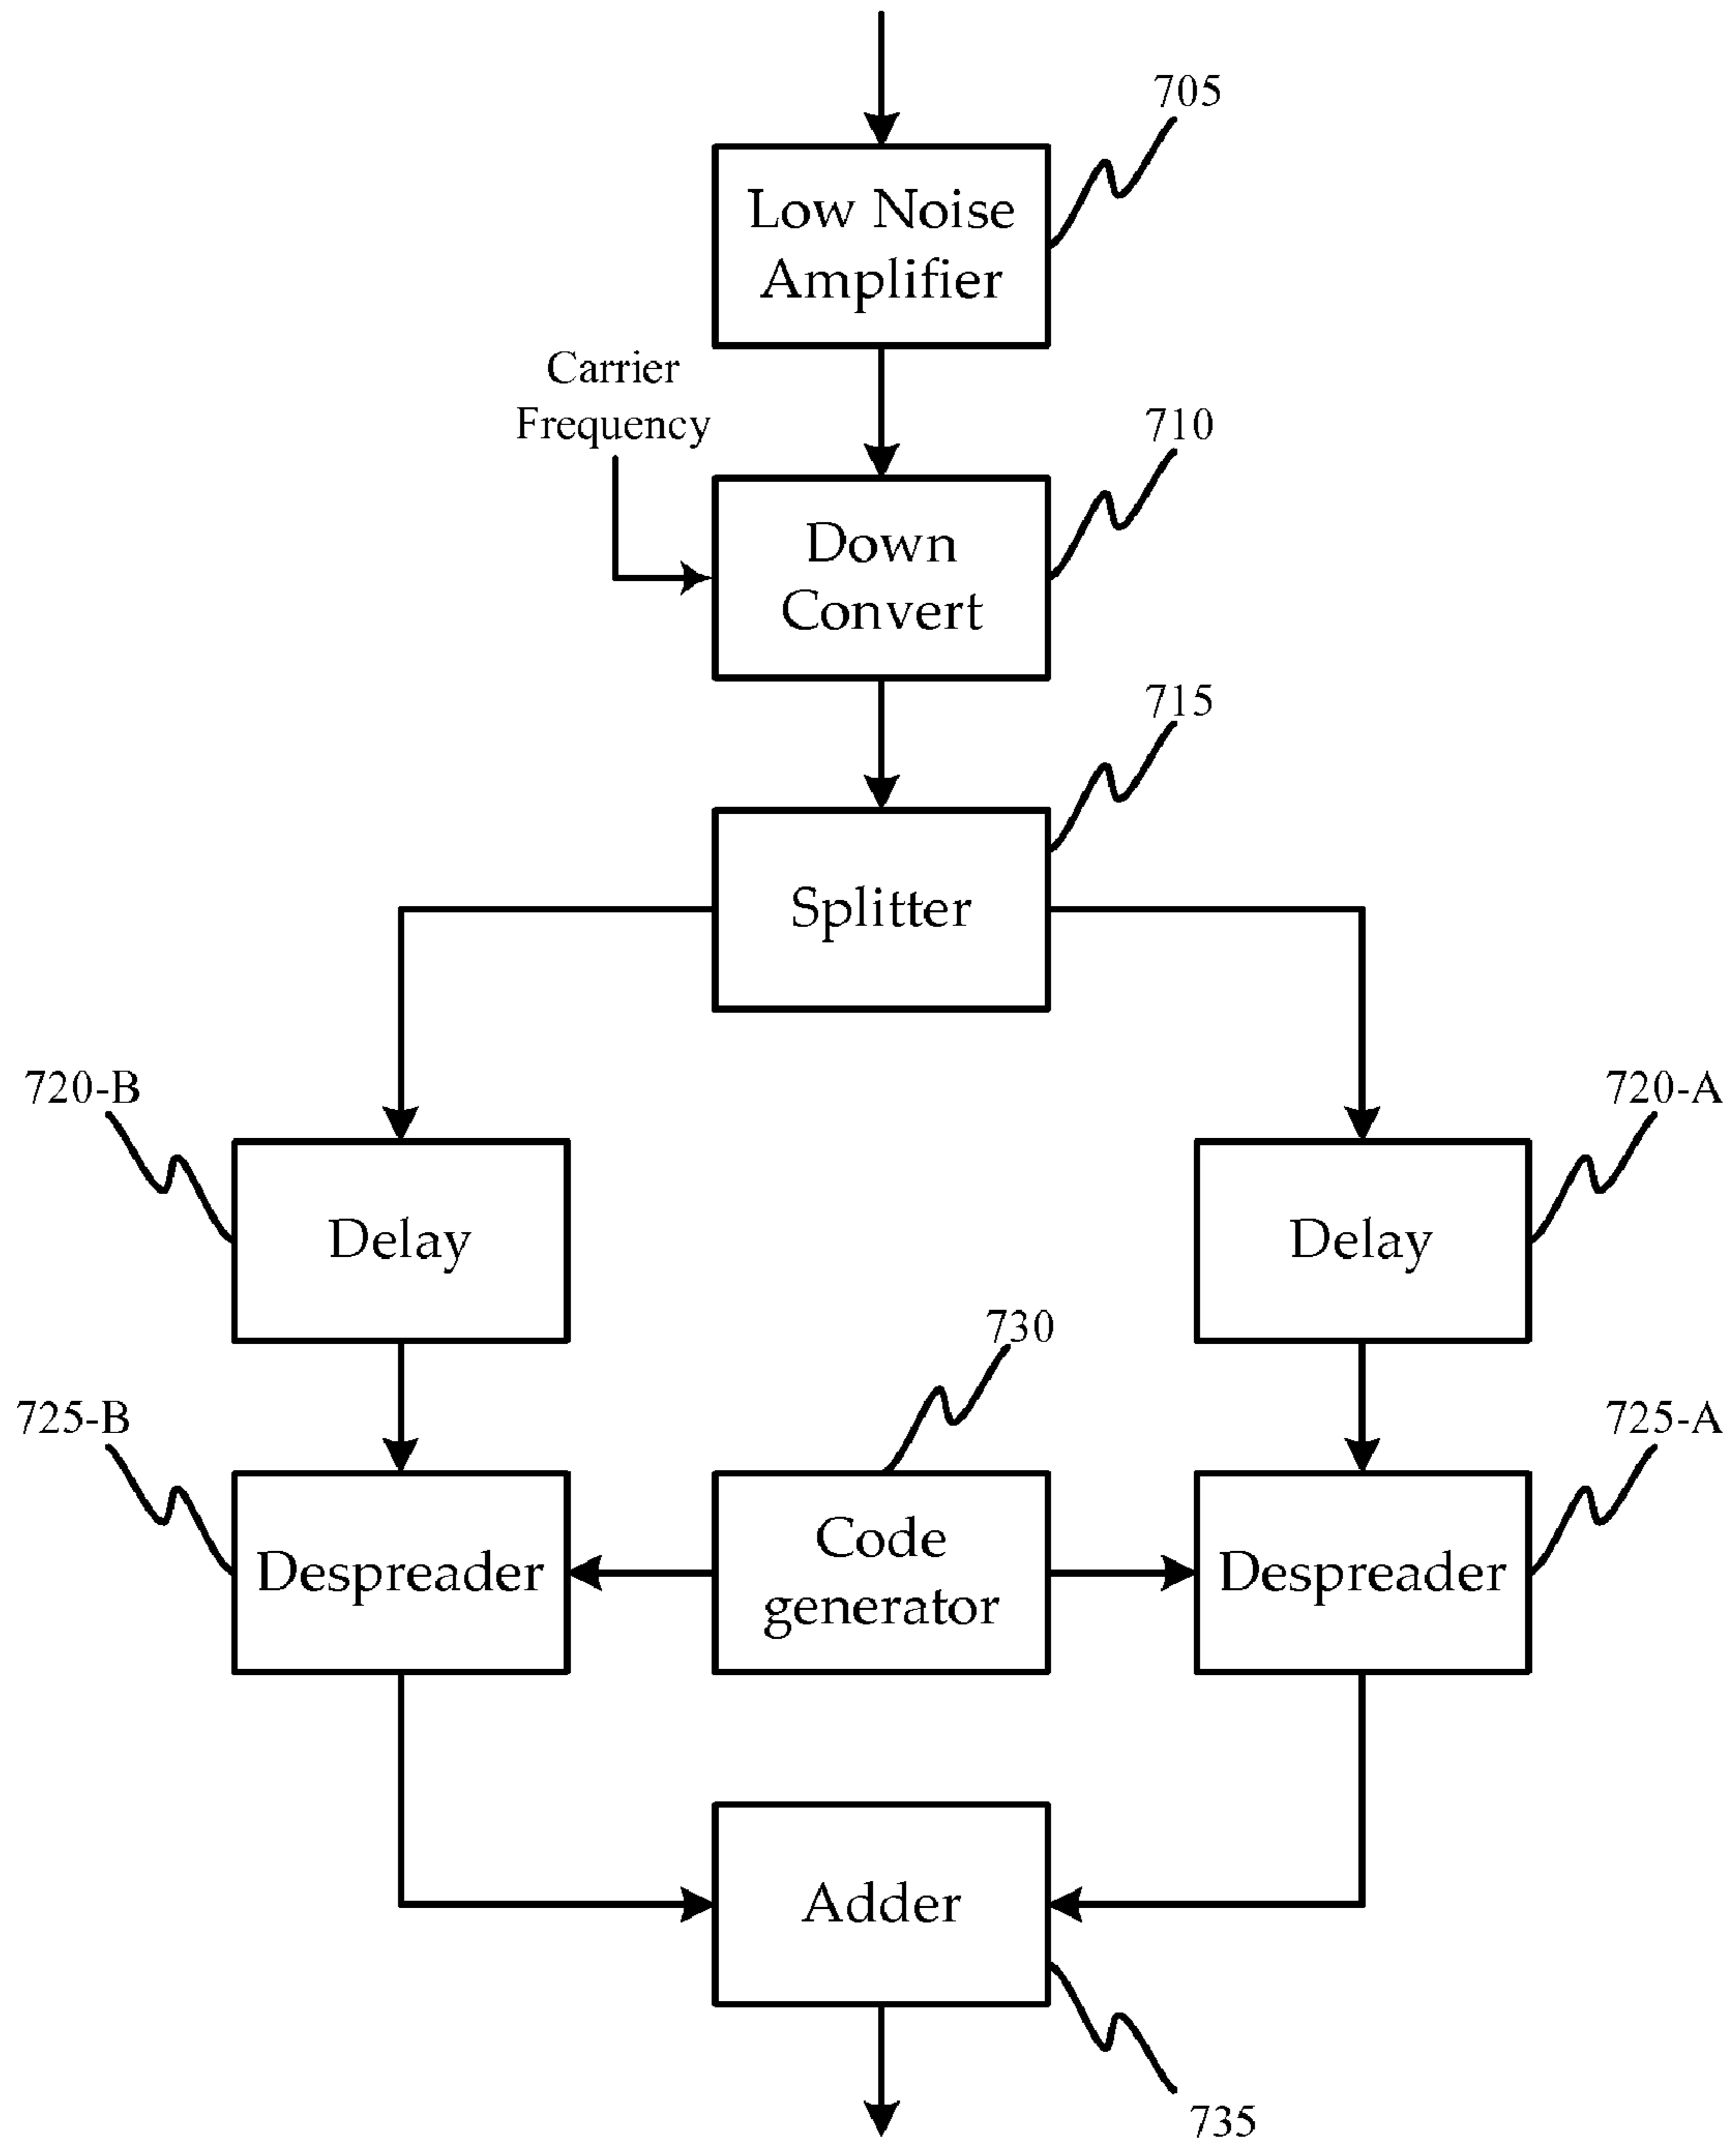 705
Low Noise
Amplifier
Carrier
Frequency
710
Down
Convert
715
Splitter
720-B
720-A
Delay
Delay
730
725-B
725-A
Despreader
Code
generator
Despreader
Adder
735